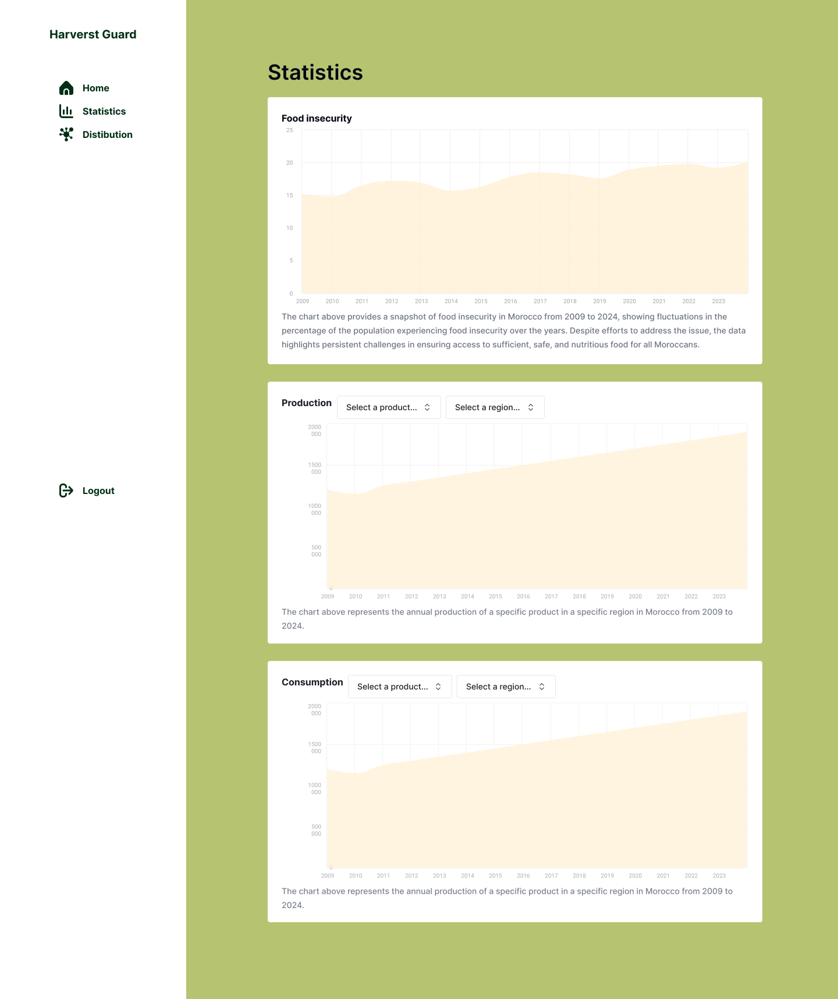 Harverst Guard
Home
Statistics
Distibution
Logout
Statistics
Food insecurity
25
20
15
10
5
0
2009 2010 2011 2012 2013 2014 2015 2016 2017 2018 2019 2020 2021 2022 2023
The chart above provides a snapshot of food insecurity in Morocco from 2009 to 2024, showing fluctuations in the
percentage of the population experiencing food insecurity over the years. Despite efforts to address the issue, the data
highlights persistent challenges in ensuring access to sufficient, safe, and nutritious food for all Moroccans.
Production Select a product... Select a region...
2000
000
1500
000
1000
000
500
000
0
2009 2010 2011 2012 2013 2014 2015 2016 2017 2018 2019 2020 2021 2022 2023
The chart above represents the annual production of a specific product in a specific region in Morocco from 2009 to
2024.
Consumption Select a product... Select a region...
2000
000
1500
000
1000
000
500
000
0
2009 2010 2011 2012 2013 2014 2015 2016 2017 2018 2019 2020 2021 2022 2023
The chart above represents the annual production of a specific product in a specific region in Morocco from 2009 to
2024.